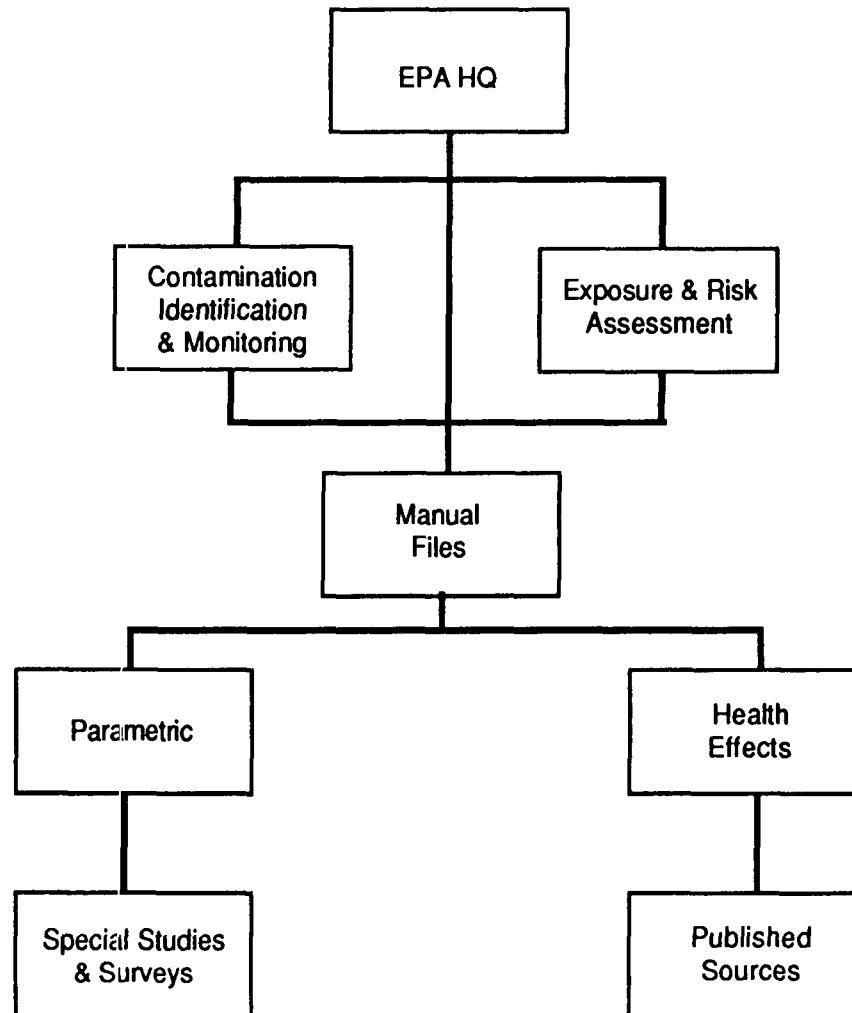 EPA HQ
Contamination
Identification
& Monitoring
Exposure & Risk
Assessment
Manual
Files
Parametric
Health
Effects
Special Studies
& Surveys
Published
Sources